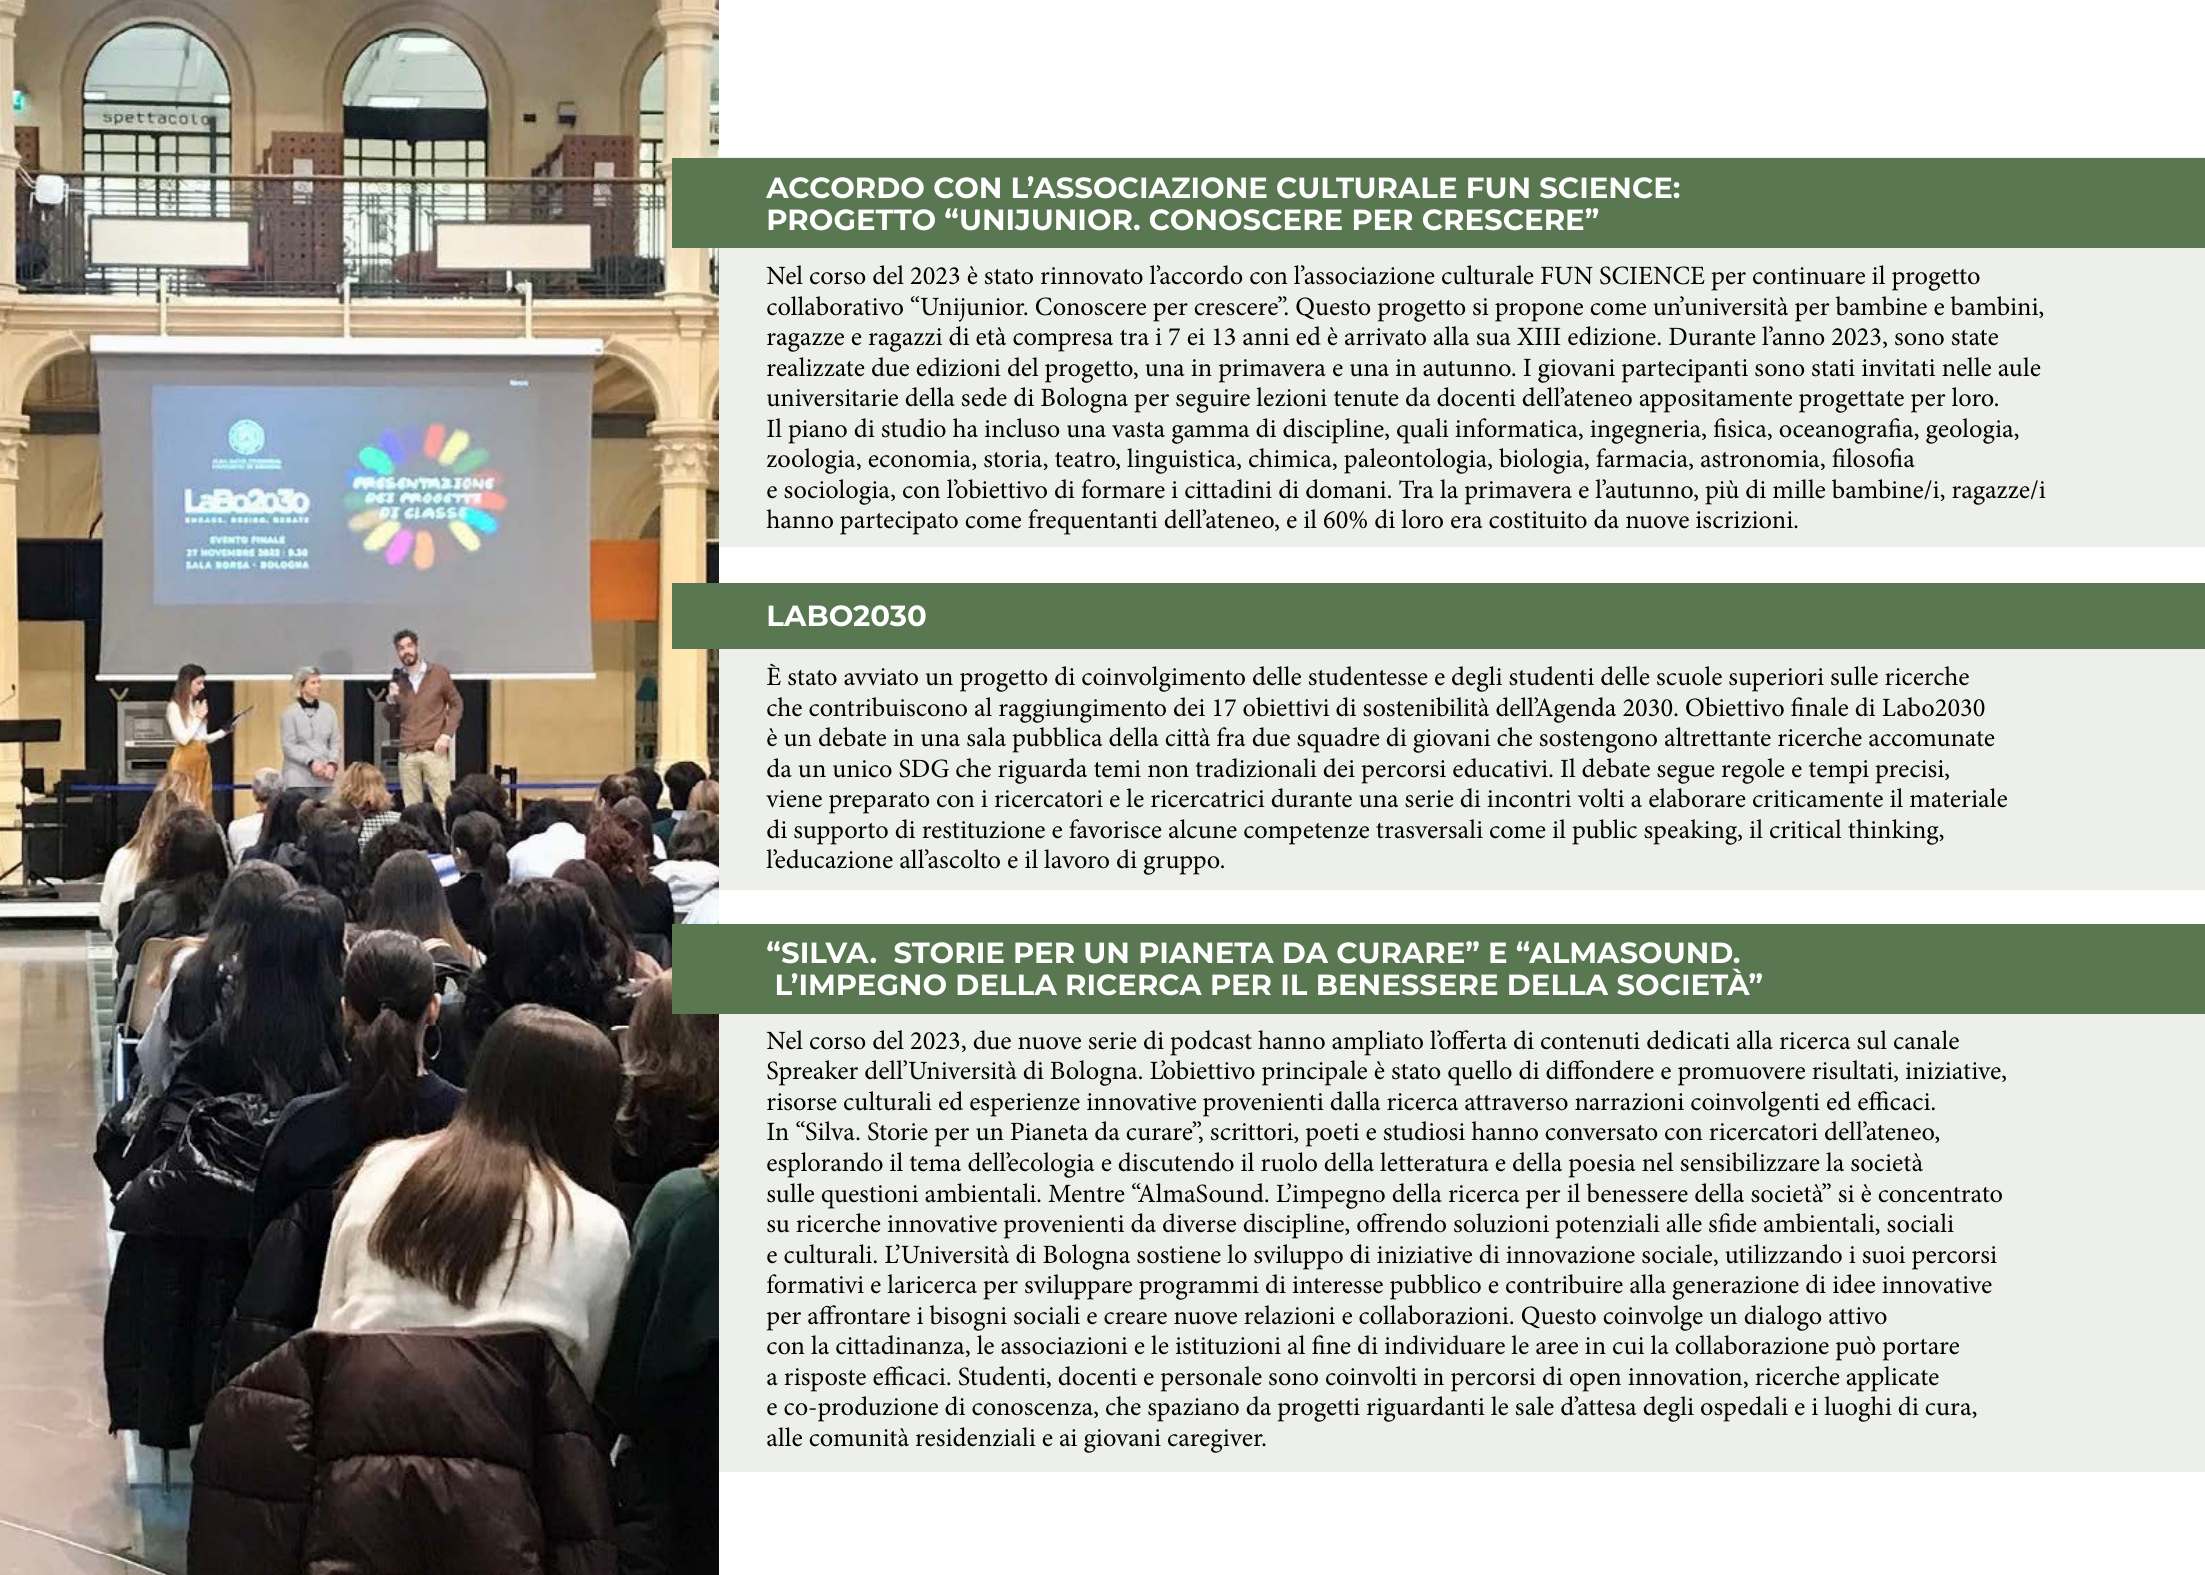 spettacolo
LaBo2030
ENGAGE. DESIGN. DEBATE
EVENTO FINALE
27 NOVEMBRE 2023 - 9.30
SALA BORSA - BOLOGNA
PRESENTAZIONE
DEI PROGETTI
DI CLASSE
ACCORDO CON L’ASSOCIAZIONE CULTURALE FUN SCIENCE:
PROGETTO “UNIJUNIOR. CONOSCERE PER CRESCERE”
Nel corso del 2023 è stato rinnovato l’accordo con l’associazione culturale FUN SCIENCE per continuare il progetto
collaborativo “Unijunior. Conoscere per crescere”. Questo progetto si propone come un’università per bambine e bambini,
ragazze e ragazzi di età compresa tra i 7 ei 13 anni ed è arrivato alla sua XIII edizione. Durante l’anno 2023, sono state
realizzate due edizioni del progetto, una in primavera e una in autunno. I giovani partecipanti sono stati invitati nelle aule
universitarie della sede di Bologna per seguire lezioni tenute da docenti dell’ateneo appositamente progettate per loro.
Il piano di studio ha incluso una vasta gamma di discipline, quali informatica, ingegneria, fisica, oceanografia, geologia,
zoologia, economia, storia, teatro, linguistica, chimica, paleontologia, biologia, farmacia, astronomia, filosofia
e sociologia, con l’obiettivo di formare i cittadini di domani. Tra la primavera e l’autunno, più di mille bambine/i, ragazze/i
hanno partecipato come frequentanti dell’ateneo, e il 60% di loro era costituito da nuove iscrizioni.
LABO2030
È stato avviato un progetto di coinvolgimento delle studentesse e degli studenti delle scuole superiori sulle ricerche
che contribuiscono al raggiungimento dei 17 obiettivi di sostenibilità dell’Agenda 2030. Obiettivo finale di Labo2030
è un debate in una sala pubblica della città fra due squadre di giovani che sostengono altrettante ricerche accomunate
da un unico SDG che riguarda temi non tradizionali dei percorsi educativi. Il debate segue regole e tempi precisi,
viene preparato con i ricercatori e le ricercatrici durante una serie di incontri volti a elaborare criticamente il materiale
di supporto di restituzione e favorisce alcune competenze trasversali come il public speaking, il critical thinking,
l’educazione all’ascolto e il lavoro di gruppo.
“SILVA.  STORIE PER UN PIANETA DA CURARE” E “ALMASOUND.
L’IMPEGNO DELLA RICERCA PER IL BENESSERE DELLA SOCIETÀ”
Nel corso del 2023, due nuove serie di podcast hanno ampliato l’offerta di contenuti dedicati alla ricerca sul canale
Spreaker dell’Università di Bologna. L’obiettivo principale è stato quello di diffondere e promuovere risultati, iniziative,
risorse culturali ed esperienze innovative provenienti dalla ricerca attraverso narrazioni coinvolgenti ed efficaci.
In “Silva. Storie per un Pianeta da curare”, scrittori, poeti e studiosi hanno conversato con ricercatori dell’ateneo,
esplorando il tema dell’ecologia e discutendo il ruolo della letteratura e della poesia nel sensibilizzare la società
sulle questioni ambientali. Mentre “AlmaSound. L’impegno della ricerca per il benessere della società” si è concentrato
su ricerche innovative provenienti da diverse discipline, offrendo soluzioni potenziali alle sfide ambientali, sociali
e culturali. L’Università di Bologna sostiene lo sviluppo di iniziative di innovazione sociale, utilizzando i suoi percorsi
formativi e laricerca per sviluppare programmi di interesse pubblico e contribuire alla generazione di idee innovative
per affrontare i bisogni sociali e creare nuove relazioni e collaborazioni. Questo coinvolge un dialogo attivo
con la cittadinanza, le associazioni e le istituzioni al fine di individuare le aree in cui la collaborazione può portare
a risposte efficaci. Studenti, docenti e personale sono coinvolti in percorsi di open innovation, ricerche applicate
e co-produzione di conoscenza, che spaziano da progetti riguardanti le sale d’attesa degli ospedali e i luoghi di cura,
alle comunità residenziali e ai giovani caregiver.